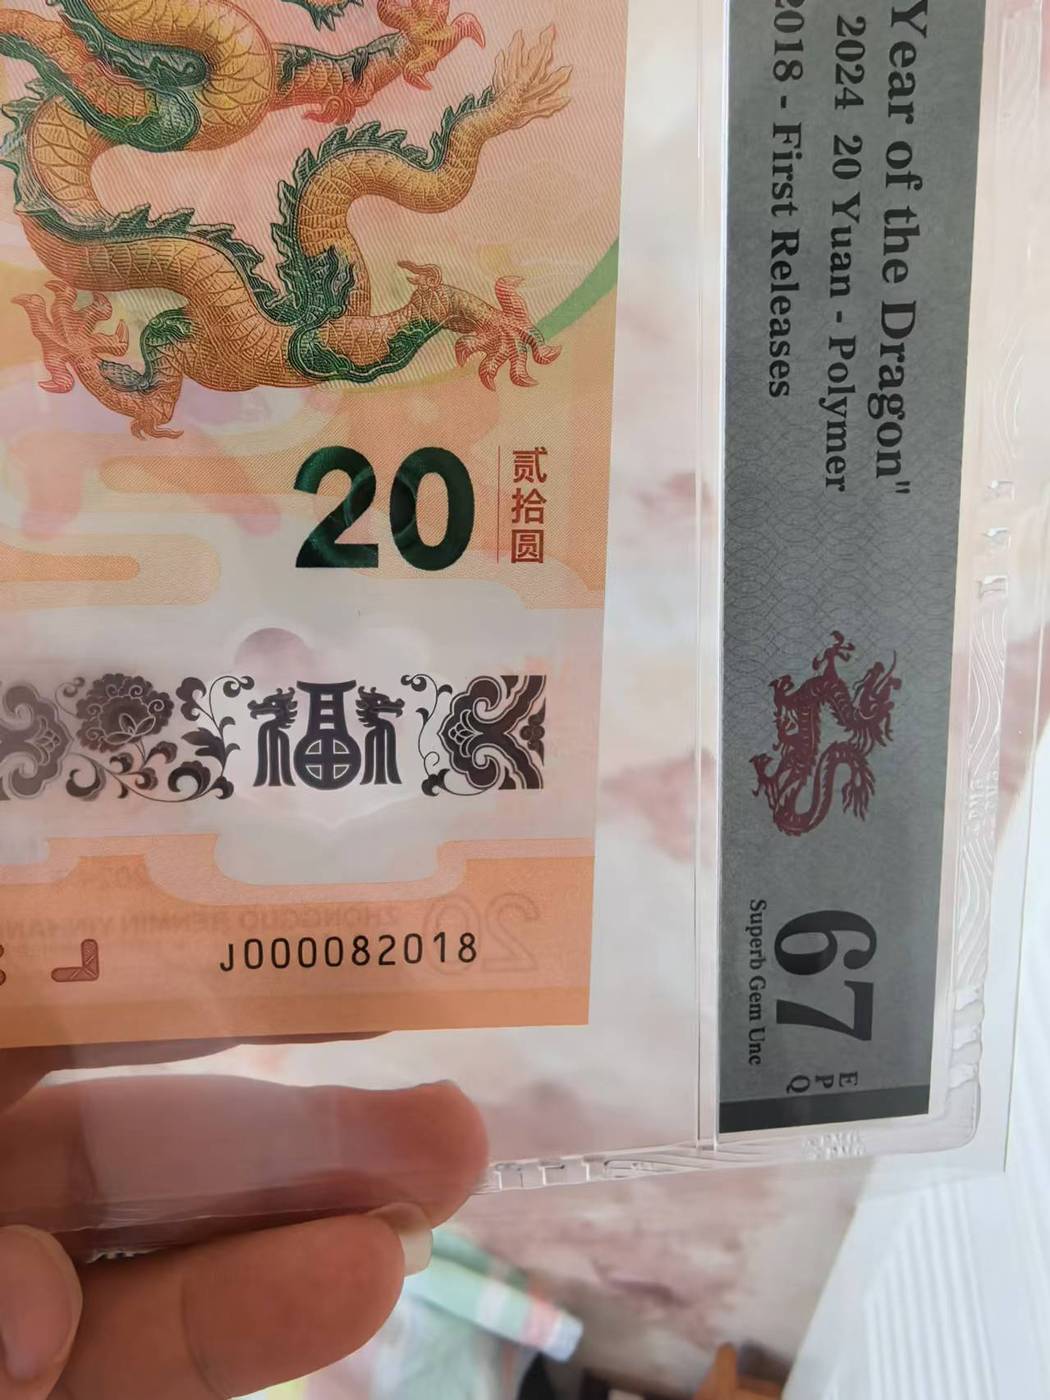 20
贰拾圆
J000082018
Year of the Dragon"
2024 20 Yuan - Polymer
2018 - First Releases
67
EPQ
Superb Gem Unc